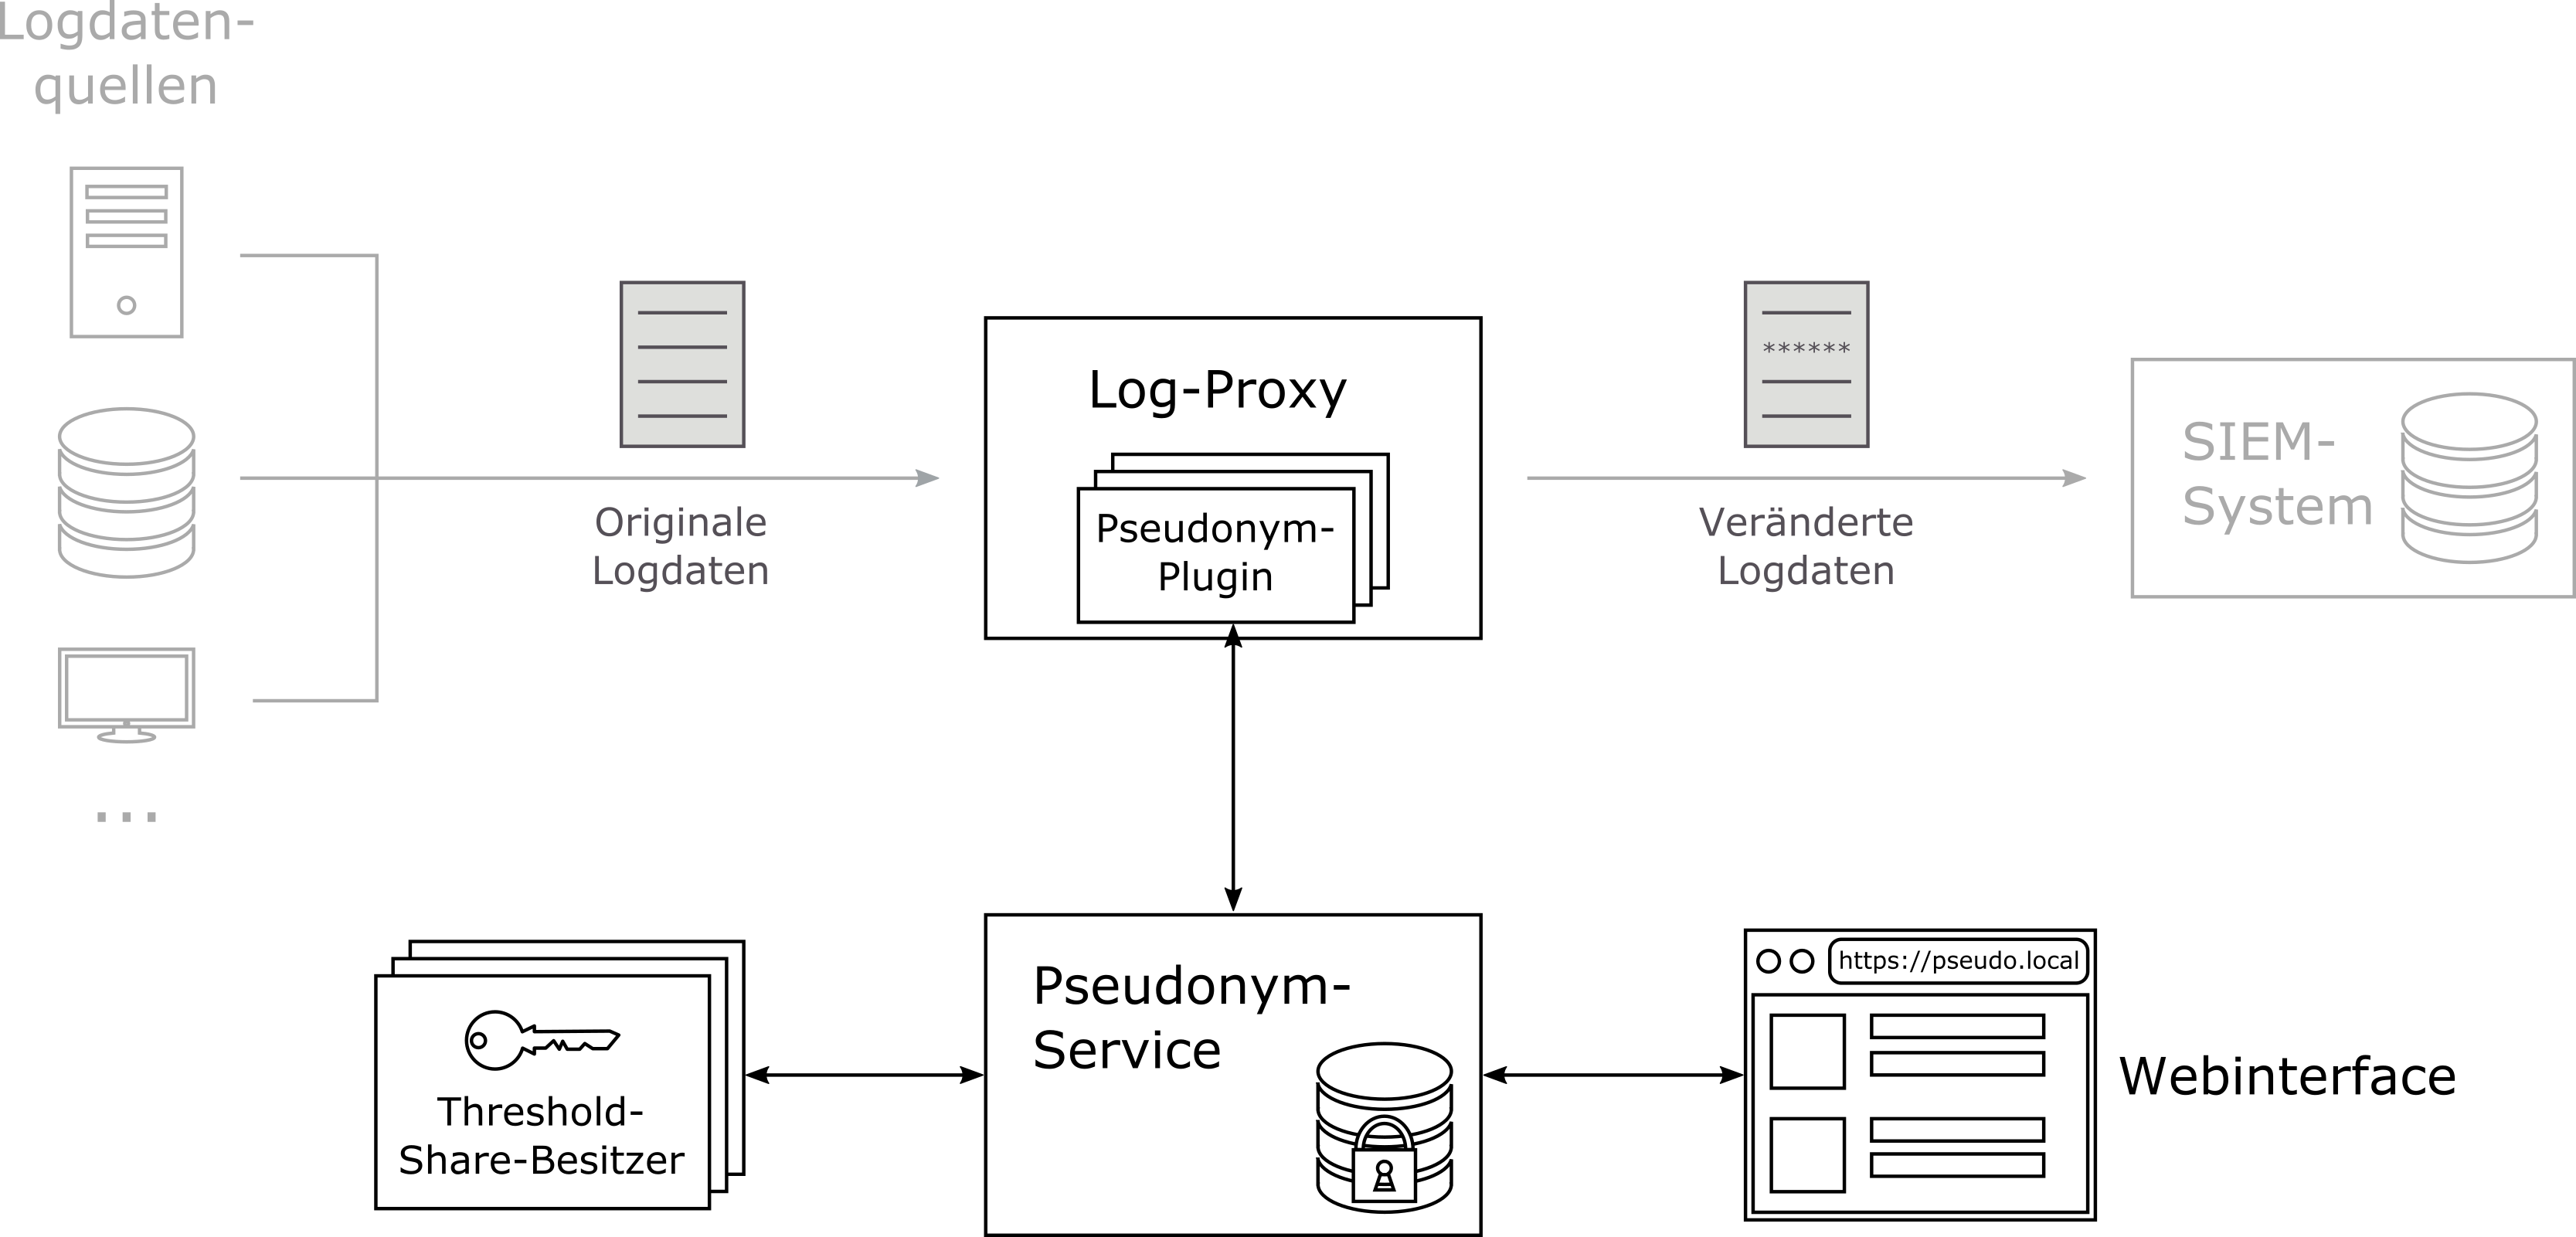 Logdaten-
quellen
...
Originale
Logdaten
Log-Proxy
Pseudonym-
Plugin
******
Veränderte
Logdaten
SIEM-
System
Threshold-
Share-Besitzer
Pseudonym-
Service
https://pseudo.local
Webinterface